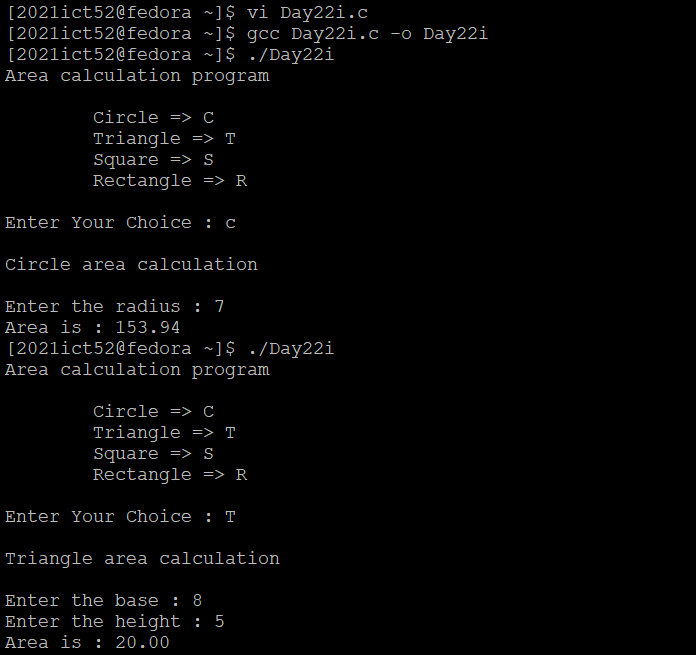 [2021ict52@fedora ~]$ vi Day22i.c
[2021ict52@fedora ~]$ gcc Day22i.c -o Day22i
[2021ict52@fedora ~]$ ./Day22i
Area calculation program
Circle => C
Triangle => T
Square => S
Rectangle => R
Enter Your Choice : c
Circle area calculation
Enter the radius : 7
Area is : 153.94
[2021ict52@fedora ~]$ ./Day22i
Area calculation program
Circle => C
Triangle => T
Square => S
Rectangle => R
Enter Your Choice : T
Triangle area calculation
Enter the base : 8
Enter the height : 5
Area is : 20.00